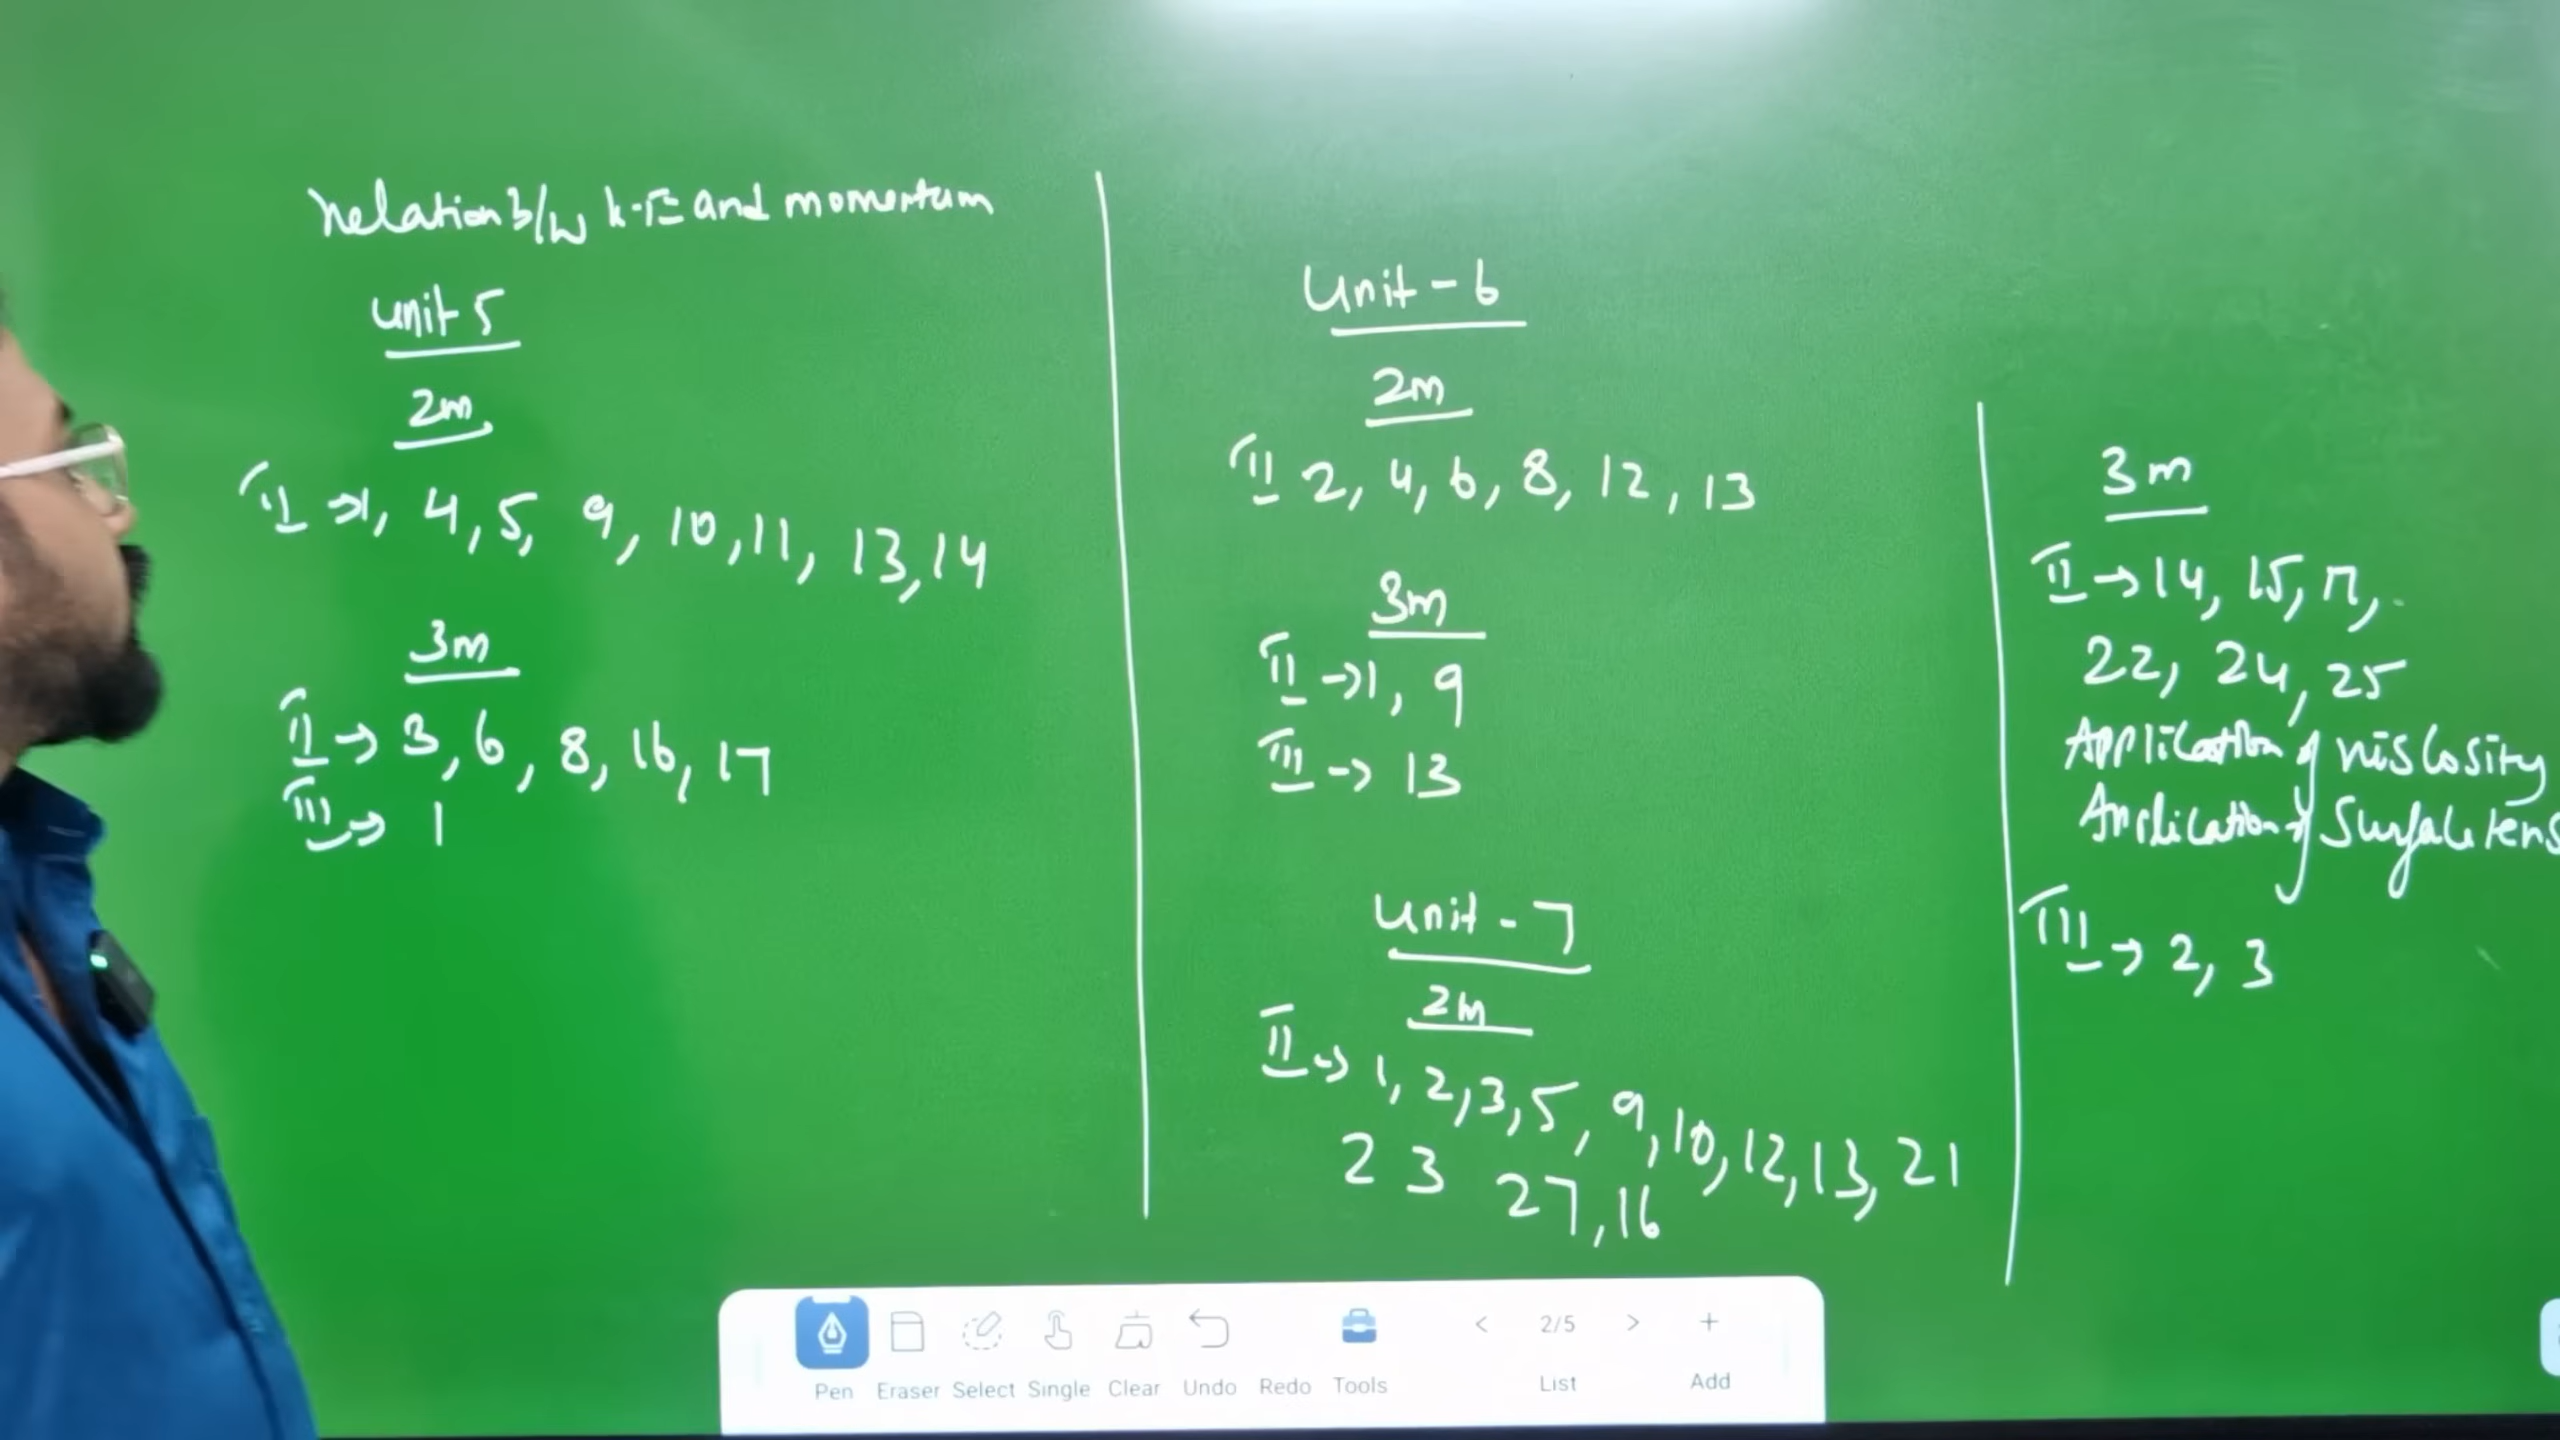 Relation b/w k.E and momentum
unit 5
2m
II → 1, 4, 5, 9, 10, 11, 13, 14
3m
II → 3, 6, 8, 16, 17
III → 1
Unit - 6
2m
II 2, 4, 6, 8, 12, 13
3m
II → 1, 9
III → 13
Unit - 7
2m
II → 1, 2, 3, 5, 9, 10, 12, 13, 21
23 27, 16
3m
II → 14, 15, 17,
22, 24, 25
Application of viscosity
Application of Surface tens
III → 2, 3
Pen Eraser Select Single Clear Undo Redo Tools < 2/5 > List + Add